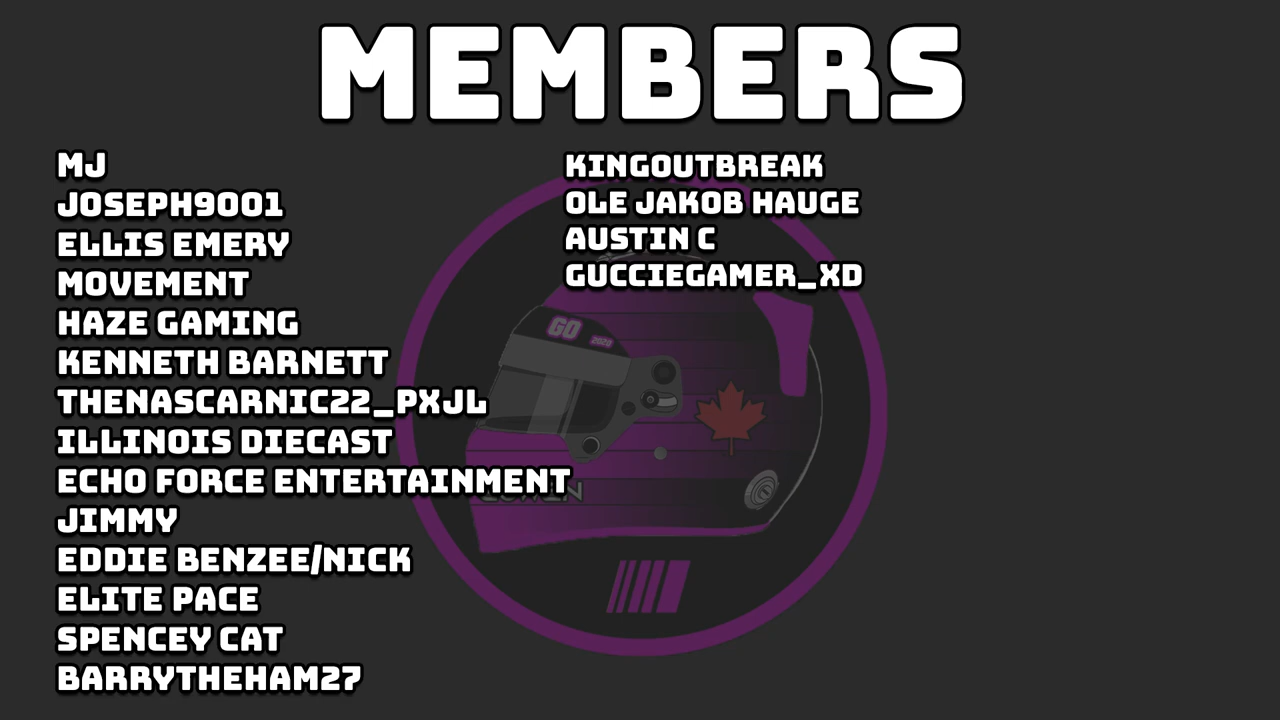 MEMBERS
MJ
JOSEPH9001
ELLIS EMERY
MOVEMENT
HAZE GAMING
KENNETH BARNETT
THENASCARNIC22_PXJL
ILLINOIS DIECAST
ECHO FORCE ENTERTAINMENT
JIMMY
EDDIE BENZEE/NICK
ELITE PACE
SPENCEY CAT
BARRYTHEHAM27
KINGOUTBREAK
OLE JAKOB HAUGE
AUSTIN C
GUCCIEGAMER_XD
GO
2020